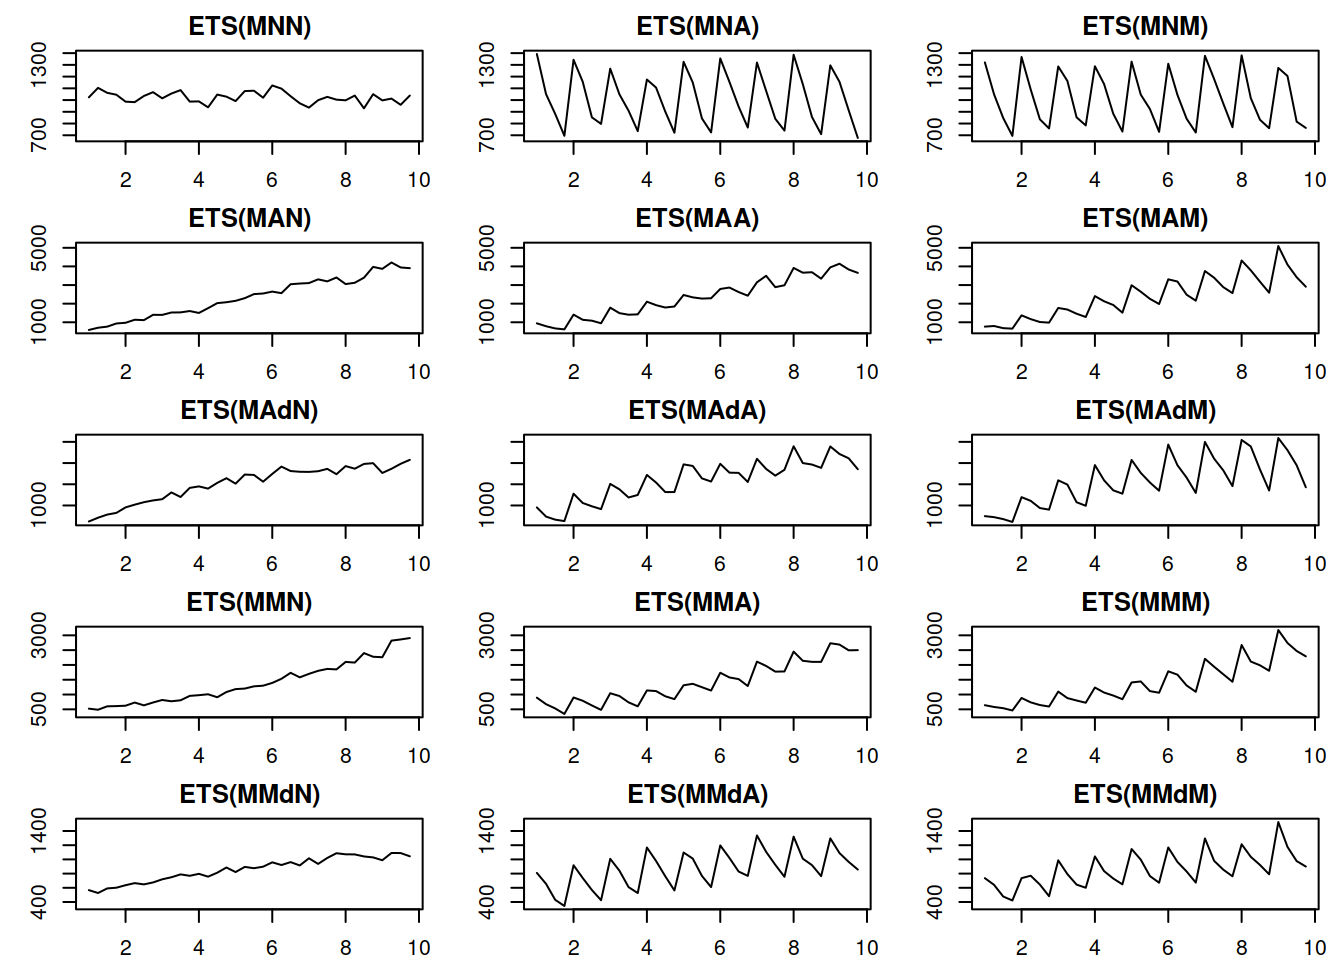 ETS(MNN) ETS(MNA) ETS(MNM)
1300 1300 1300
700 700 700
2 4 6 8 10 2 4 6 8 10 2 4 6 8 10
ETS(MAN) ETS(MAA) ETS(MAM)
5000 5000 5000
1000 1000 1000
2 4 6 8 10 2 4 6 8 10 2 4 6 8 10
ETS(MAdN) ETS(MAdA) ETS(MAdM)
1000 1000 1000
2 4 6 8 10 2 4 6 8 10 2 4 6 8 10
ETS(MMN) ETS(MMA) ETS(MMM)
3000 3000 3000
500 500 500
2 4 6 8 10 2 4 6 8 10 2 4 6 8 10
ETS(MMdN) ETS(MMdA) ETS(MMdM)
1400 1400 1400
400 400 400
2 4 6 8 10 2 4 6 8 10 2 4 6 8 10